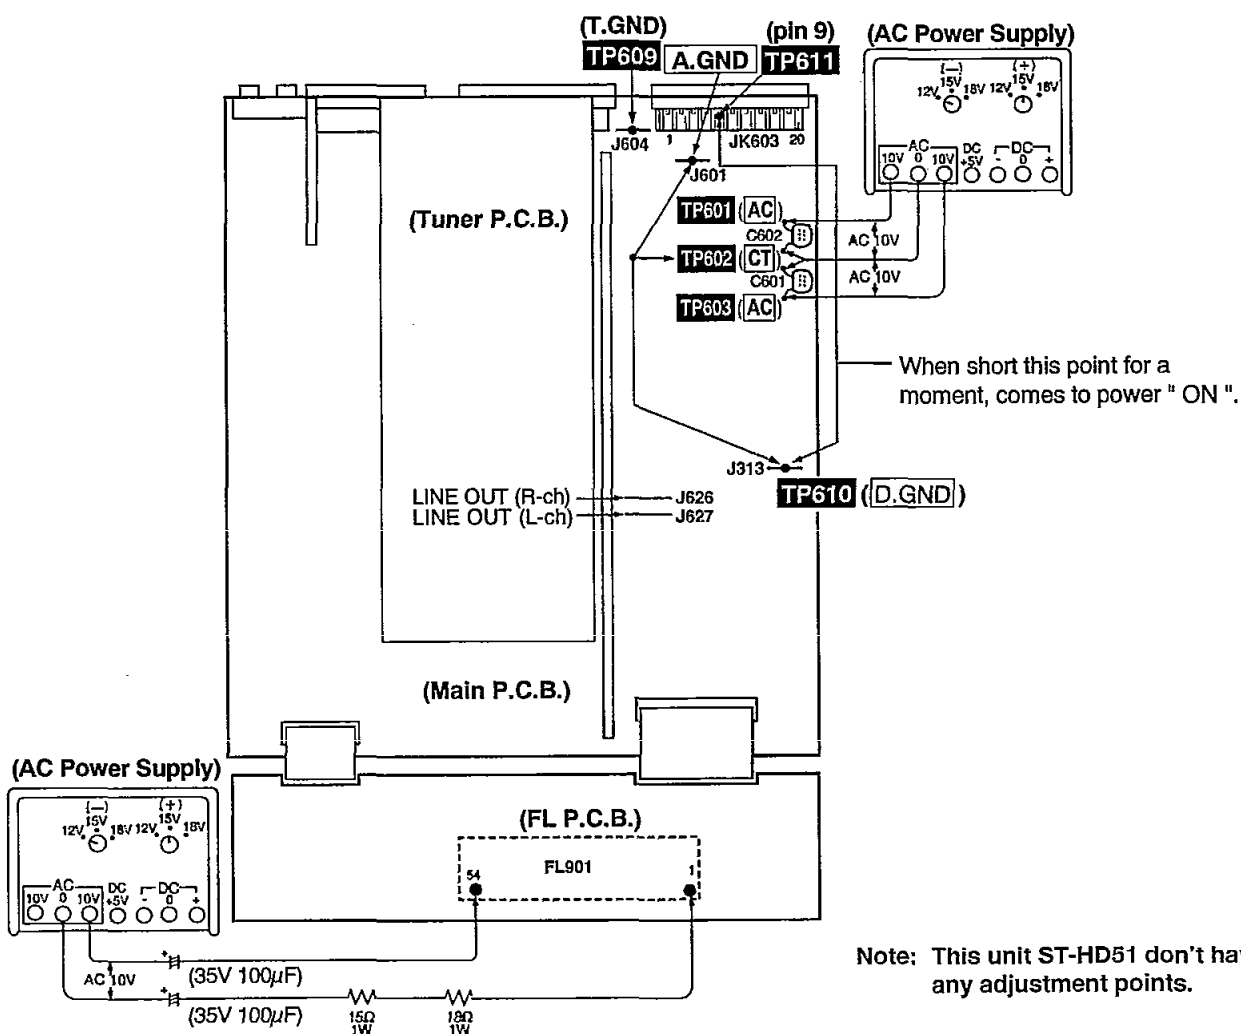 (T.GND)
(pin 9)
(AC Power Supply)
TP609
A.GND
TP611
(–) 15V
12V 18V
(+) 15V
12V 18V
J604
1 JK603 20
J601
AC
10V 0 10V
DC +5V
DC
- 0 +
(Tuner P.C.B.)
TP601 (AC)
C602
AC 10V
TP602 (CT)
C601
AC 10V
TP603 (AC)
When short this point for a
moment, comes to power " ON ".
J313
TP610 (D.GND)
LINE OUT (R-ch) J626
LINE OUT (L-ch) J627
(Main P.C.B.)
(AC Power Supply)
(–) 15V
12V 18V
(+) 15V
12V 18V
AC
10V 0 10V
DC +5V
DC
- 0 +
(FL P.C.B.)
FL901
54
1
+
(35V 100μF)
AC 10V
+
(35V 100μF)
15Ω
1W
18Ω
1W
Note: This unit ST-HD51 don't ha
any adjustment points.